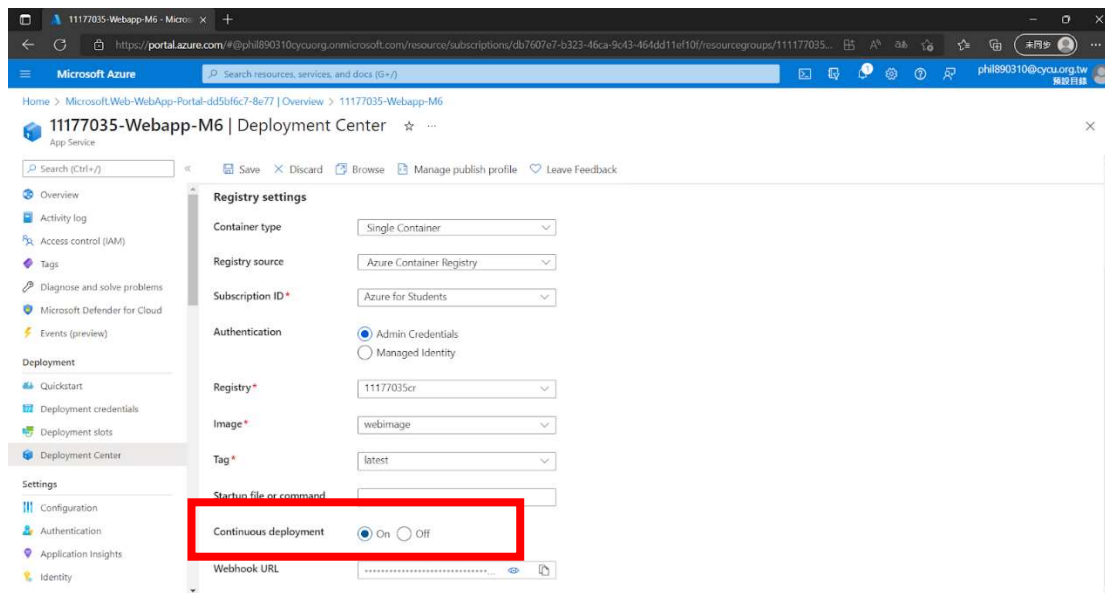 11177035-Webapp-M6 - Micros
https://portal.azure.com/#@phil890310cycuorg.onmicrosoft.com/resource/subscriptions/db7607e7-b323-46ca-9c43-464dd11ef10f/resourcegroups/111177035...
未同步
Microsoft Azure
Search resources, services, and docs (G+/)
phil890310@cycu.org.tw
預設目錄
Home > Microsoft.Web-WebApp-Portal-dd5bf6c7-8e77 | Overview > 11177035-Webapp-M6
11177035-Webapp-M6 | Deployment Center
App Service
Search (Ctrl+/)
Save Discard Browse Manage publish profile Leave Feedback
Overview
Activity log
Access control (IAM)
Tags
Diagnose and solve problems
Microsoft Defender for Cloud
Events (preview)
Deployment
Quickstart
Deployment credentials
Deployment slots
Deployment Center
Settings
Configuration
Authentication
Application Insights
Identity
Registry settings
Container type Single Container
Registry source Azure Container Registry
Subscription ID* Azure for Students
Authentication Admin Credentials
Managed Identity
Registry* 11177035cr
Image* webimage
Tag* latest
Startup file or command
Continuous deployment On Off
Webhook URL